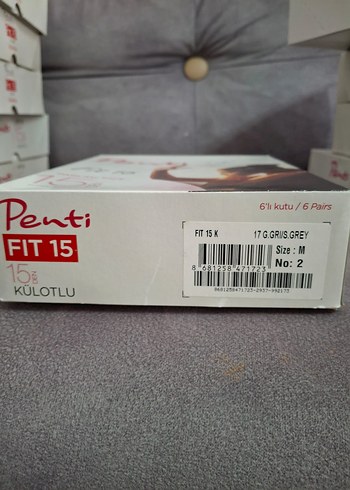 Penti
FIT 15
15 DEN
KÜLOTLU
6'lı kutu / 6 Pairs
FIT 15 K 17 G.GRI/S.GREY
Size : M
No: 2
8 681258 471723